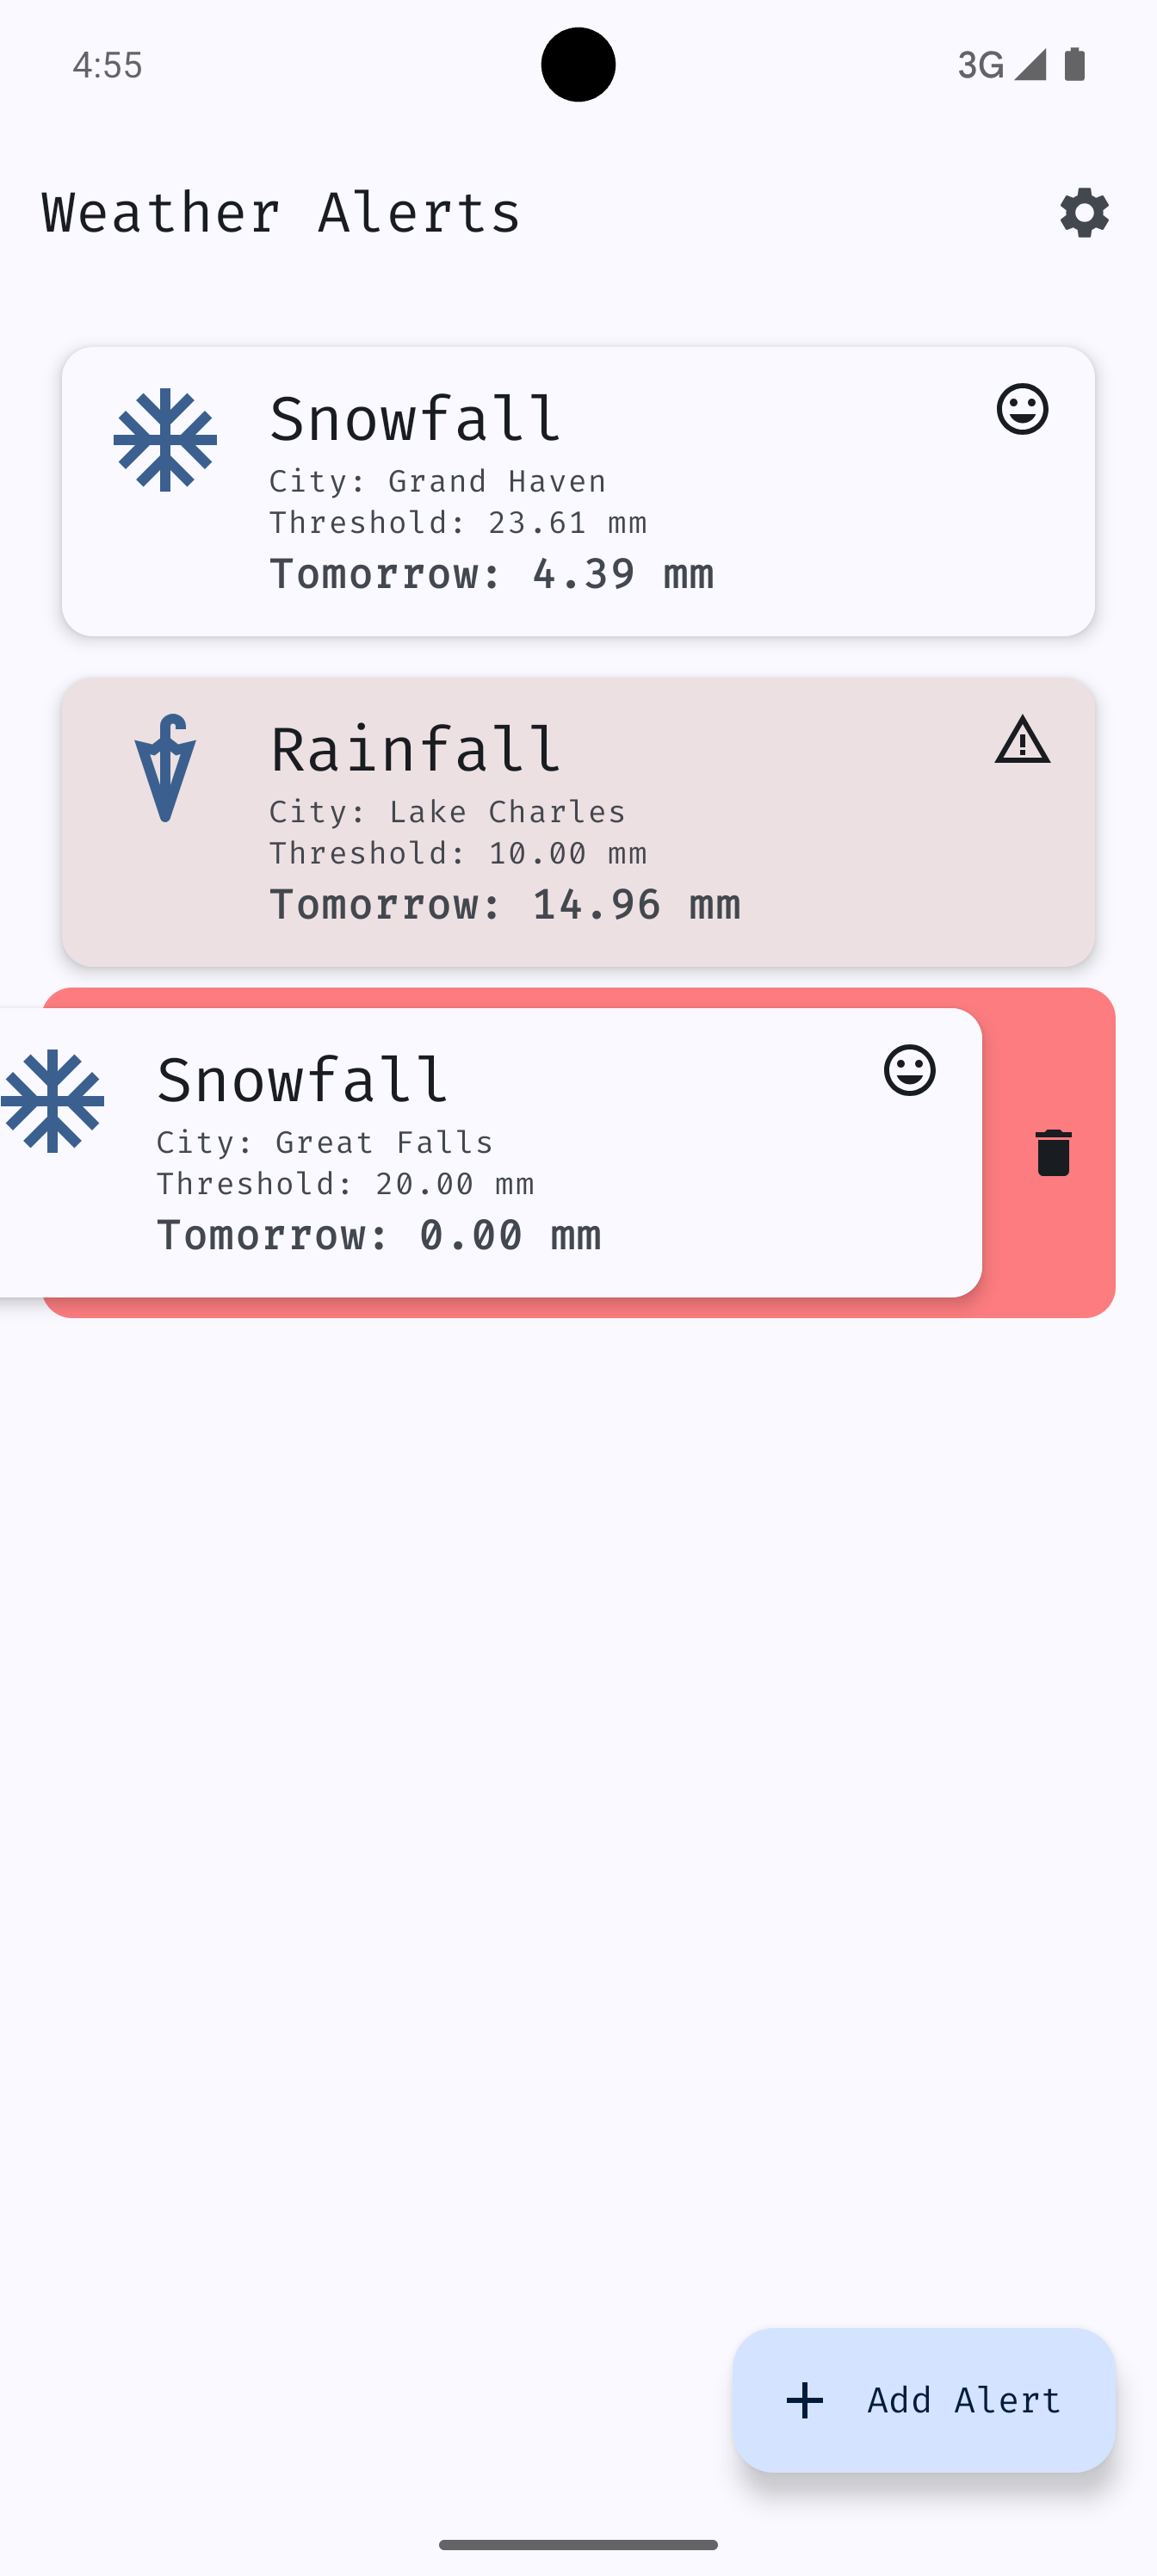 4:55
3G
Weather Alerts
Snowfall
City: Grand Haven
Threshold: 23.61 mm
Tomorrow: 4.39 mm
Rainfall
City: Lake Charles
Threshold: 10.00 mm
Tomorrow: 14.96 mm
Snowfall
City: Great Falls
Threshold: 20.00 mm
Tomorrow: 0.00 mm
Add Alert